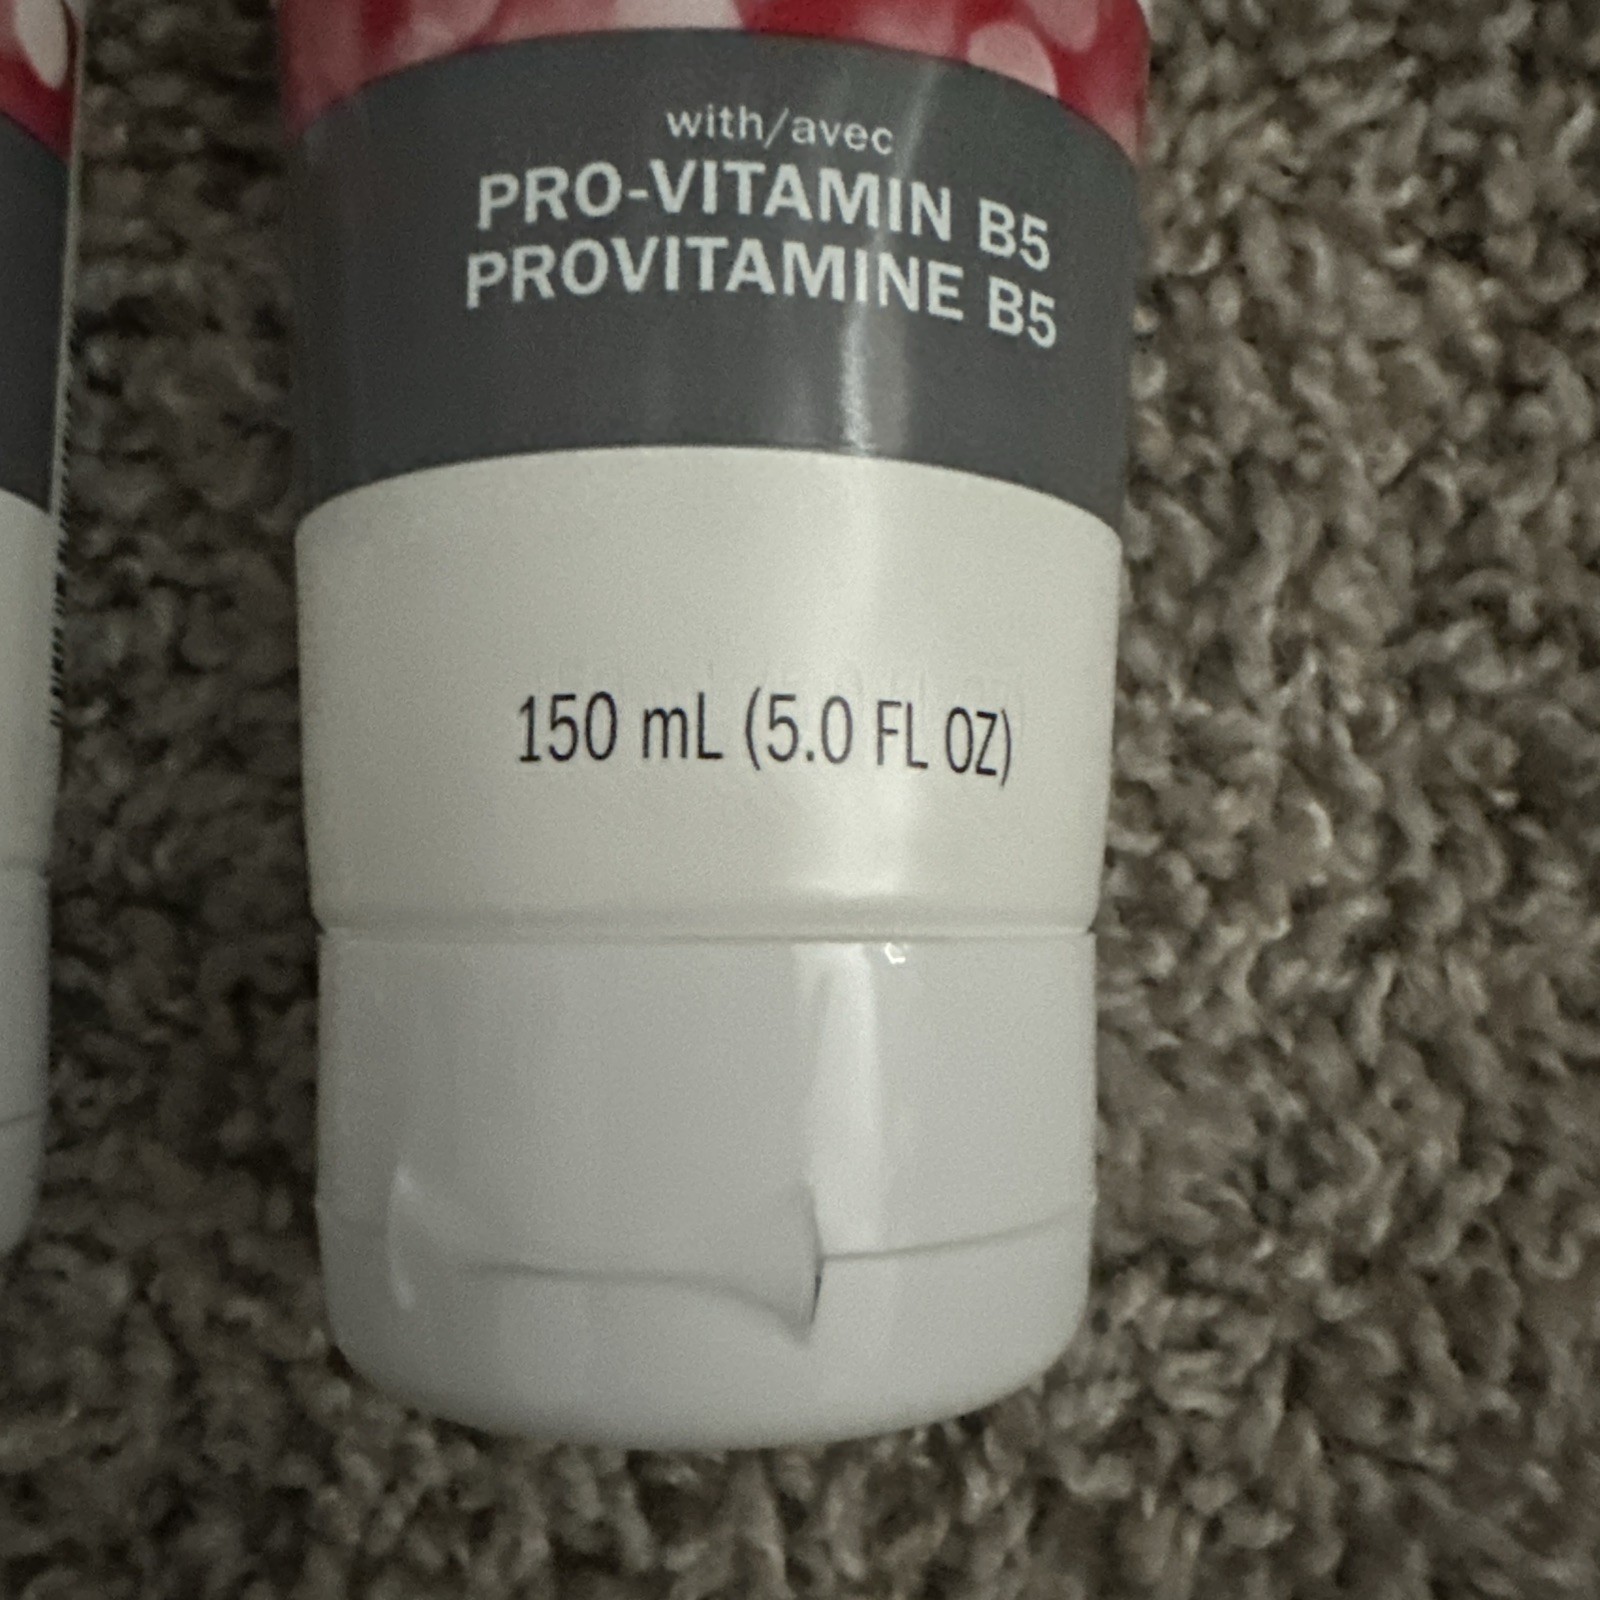 with/avec
PRO-VITAMIN B5
PROVITAMINE B5
150 mL (5.0 FL OZ)